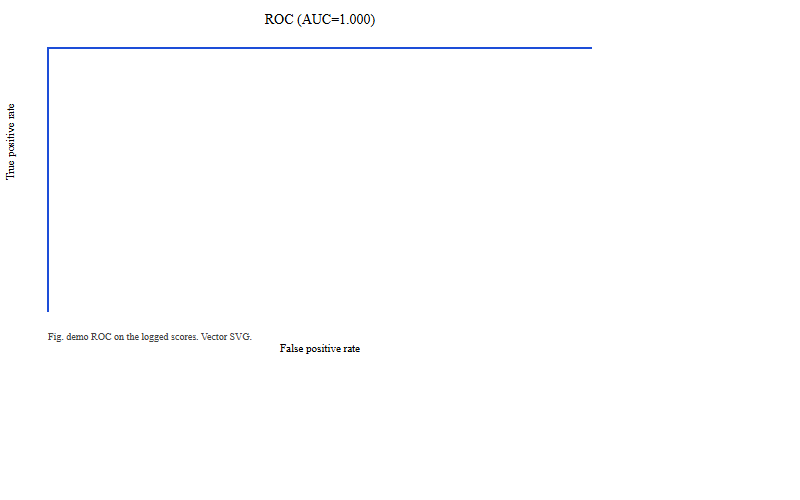 ROC (AUC=1.000)
True positive rate
Fig. demo ROC on the logged scores. Vector SVG.
False positive rate